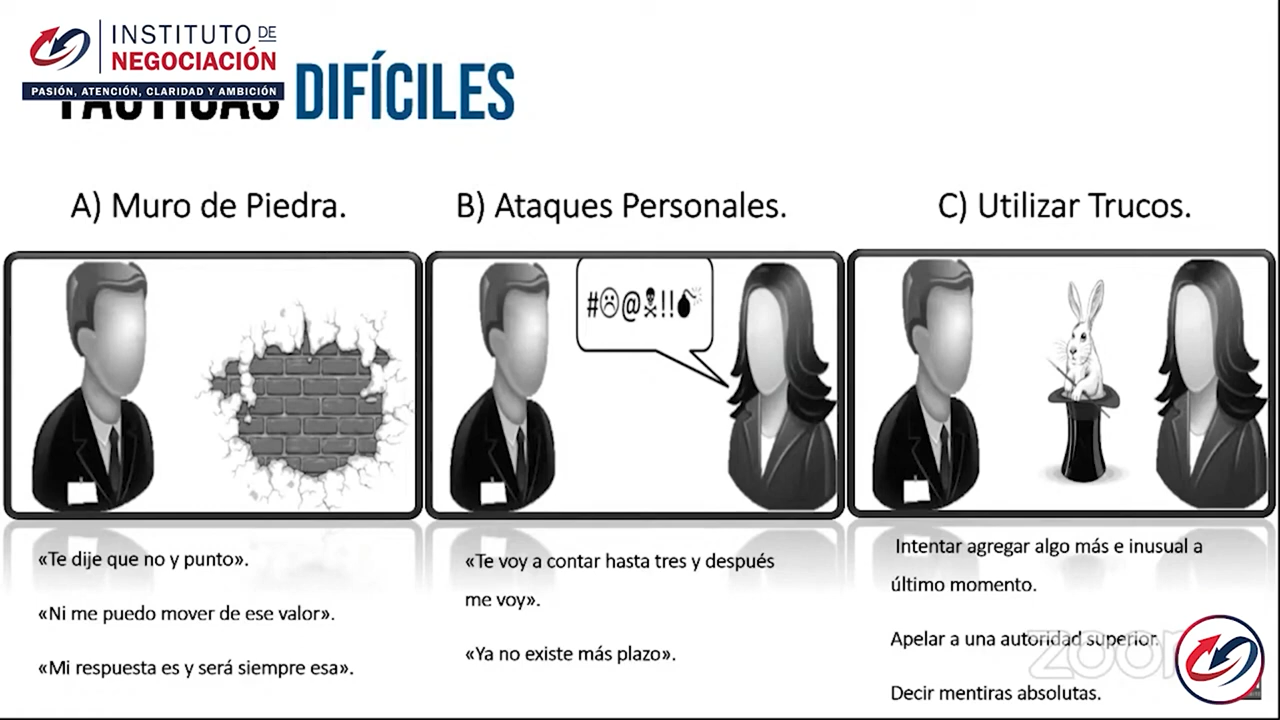 INSTITUTO DE
NEGOCIACIÓN
PASIÓN, ATENCIÓN, CLARIDAD Y AMBICIÓN
TÁCTICAS DIFÍCILES
A) Muro de Piedra.
B) Ataques Personales.
C) Utilizar Trucos.
#☹@☠!!💣
«Te dije que no y punto».
«Ni me puedo mover de ese valor».
«Mi respuesta es y será siempre esa».
«Te voy a contar hasta tres y después
me voy».
«Ya no existe más plazo».
Intentar agregar algo más e inusual a
último momento.
Apelar a una autoridad superior.
Decir mentiras absolutas.
zoom